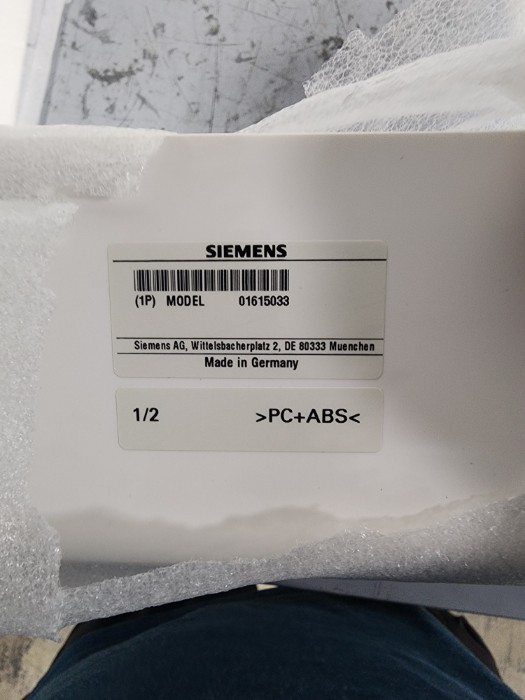 SIEMENS
(1P) MODEL 01615033
Siemens AG, Wittelsbacherplatz 2, DE 80333 Muenchen
Made in Germany
1/2 >PC+ABS<